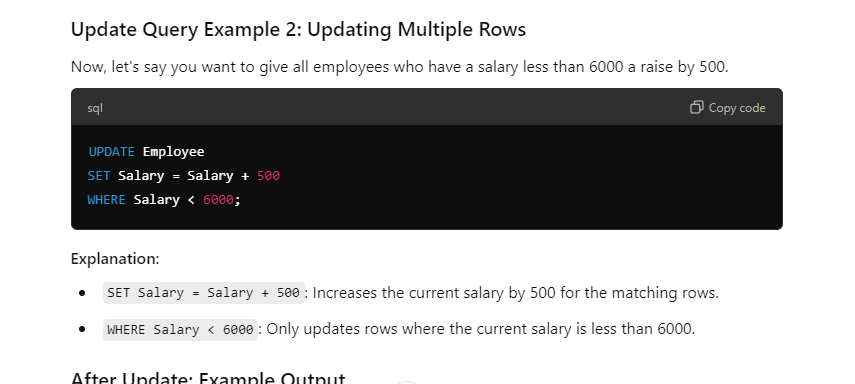 Update Query Example 2: Updating Multiple Rows
Now, let's say you want to give all employees who have a salary less than 6000 a raise by 500.
sql
Copy code
UPDATE Employee
SET Salary = Salary + 500
WHERE Salary < 6000;
Explanation:
• SET Salary = Salary + 500 : Increases the current salary by 500 for the matching rows.
• WHERE Salary < 6000 : Only updates rows where the current salary is less than 6000.
After Update: Example Output